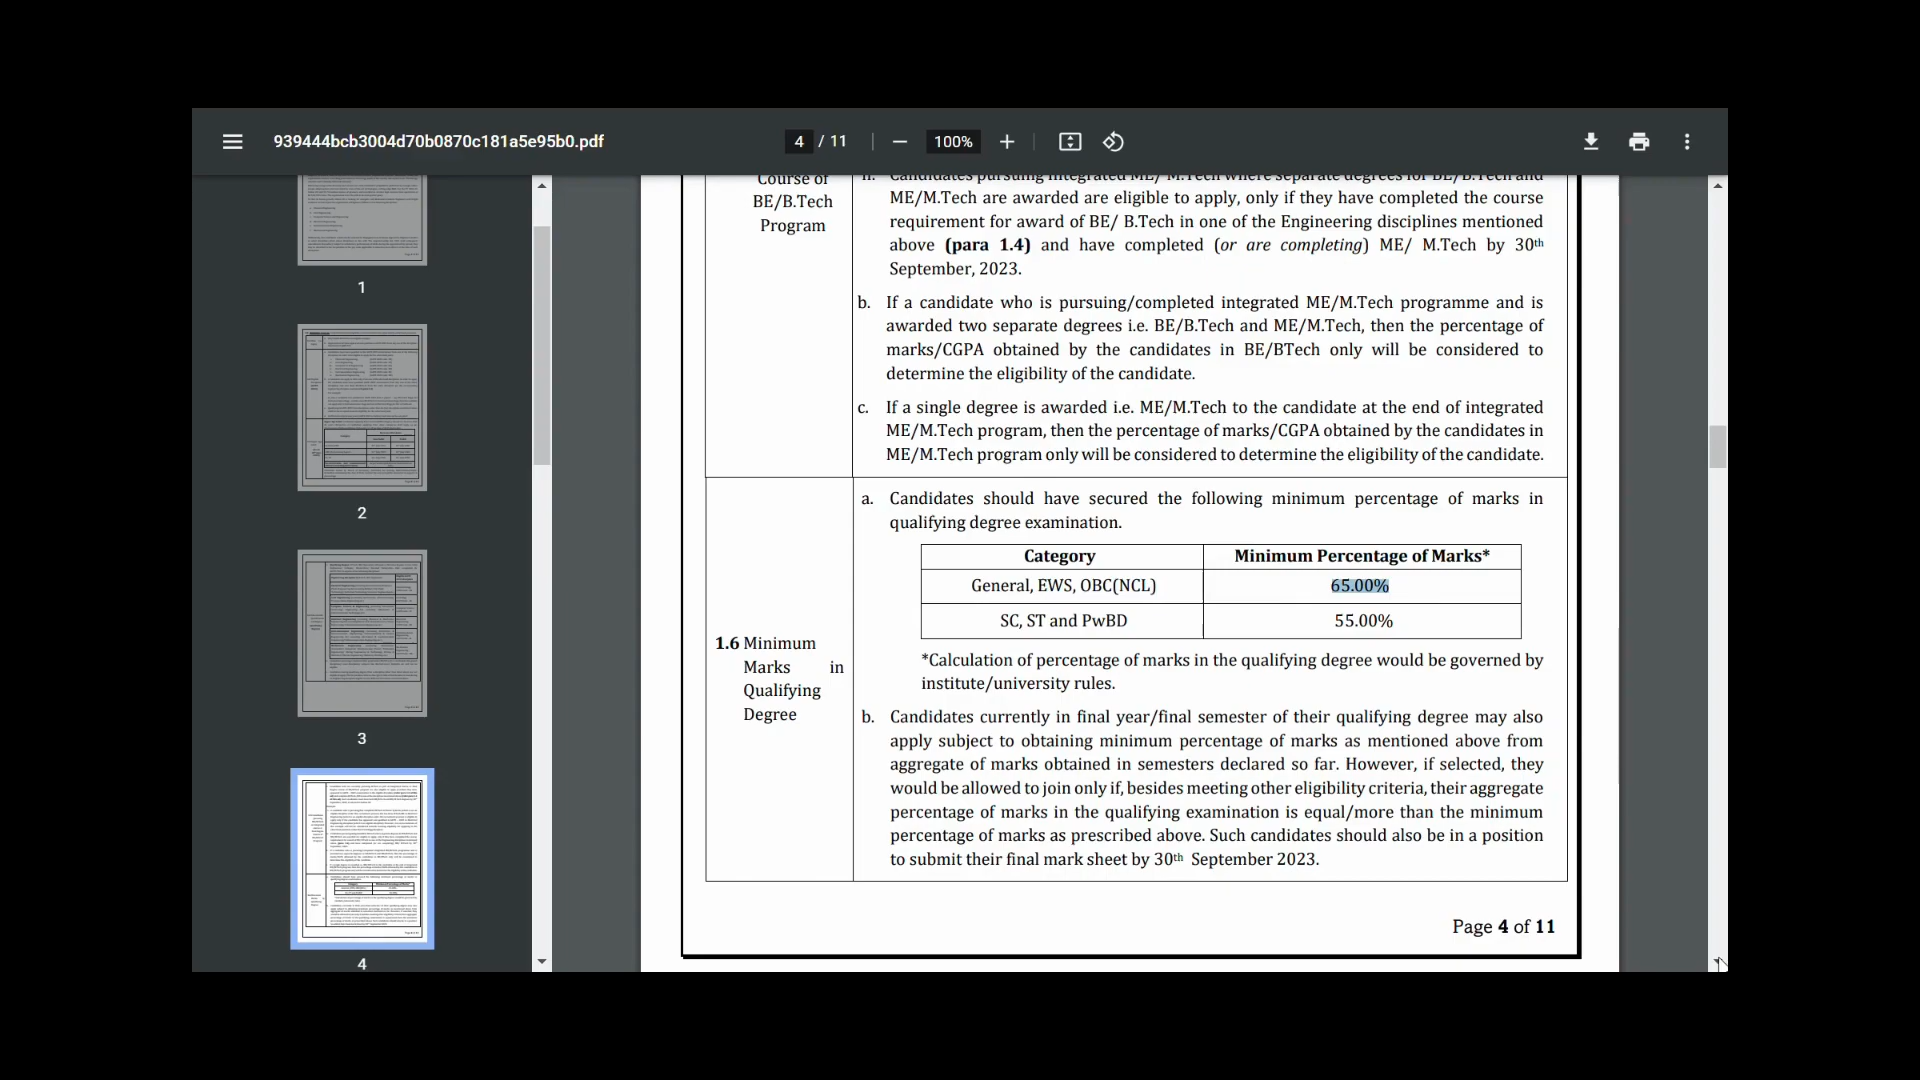 939444bcb3004d70b0870c181a5e95b0.pdf
4 / 11
100%
1
2
3
4
Course of
BE/B.Tech
Program
ii. Candidates pursuing integrated ME/ M.Tech where separate degrees for BE/B.Tech and
ME/M.Tech are awarded are eligible to apply, only if they have completed the course
requirement for award of BE/ B.Tech in one of the Engineering disciplines mentioned
above (para 1.4) and have completed (or are completing) ME/ M.Tech by 30th
September, 2023.
b. If a candidate who is pursuing/completed integrated ME/M.Tech programme and is
awarded two separate degrees i.e. BE/B.Tech and ME/M.Tech, then the percentage of
marks/CGPA obtained by the candidates in BE/BTech only will be considered to
determine the eligibility of the candidate.
c. If a single degree is awarded i.e. ME/M.Tech to the candidate at the end of integrated
ME/M.Tech program, then the percentage of marks/CGPA obtained by the candidates in
ME/M.Tech program only will be considered to determine the eligibility of the candidate.
1.6 Minimum
Marks in
Qualifying
Degree
a. Candidates should have secured the following minimum percentage of marks in
qualifying degree examination.
Category Minimum Percentage of Marks*
General, EWS, OBC(NCL) 65.00%
SC, ST and PwBD 55.00%
*Calculation of percentage of marks in the qualifying degree would be governed by
institute/university rules.
b. Candidates currently in final year/final semester of their qualifying degree may also
apply subject to obtaining minimum percentage of marks as mentioned above from
aggregate of marks obtained in semesters declared so far. However, if selected, they
would be allowed to join only if, besides meeting other eligibility criteria, their aggregate
percentage of marks in the qualifying examination is equal/more than the minimum
percentage of marks as prescribed above. Such candidates should also be in a position
to submit their final mark sheet by 30th September 2023.
Page 4 of 11